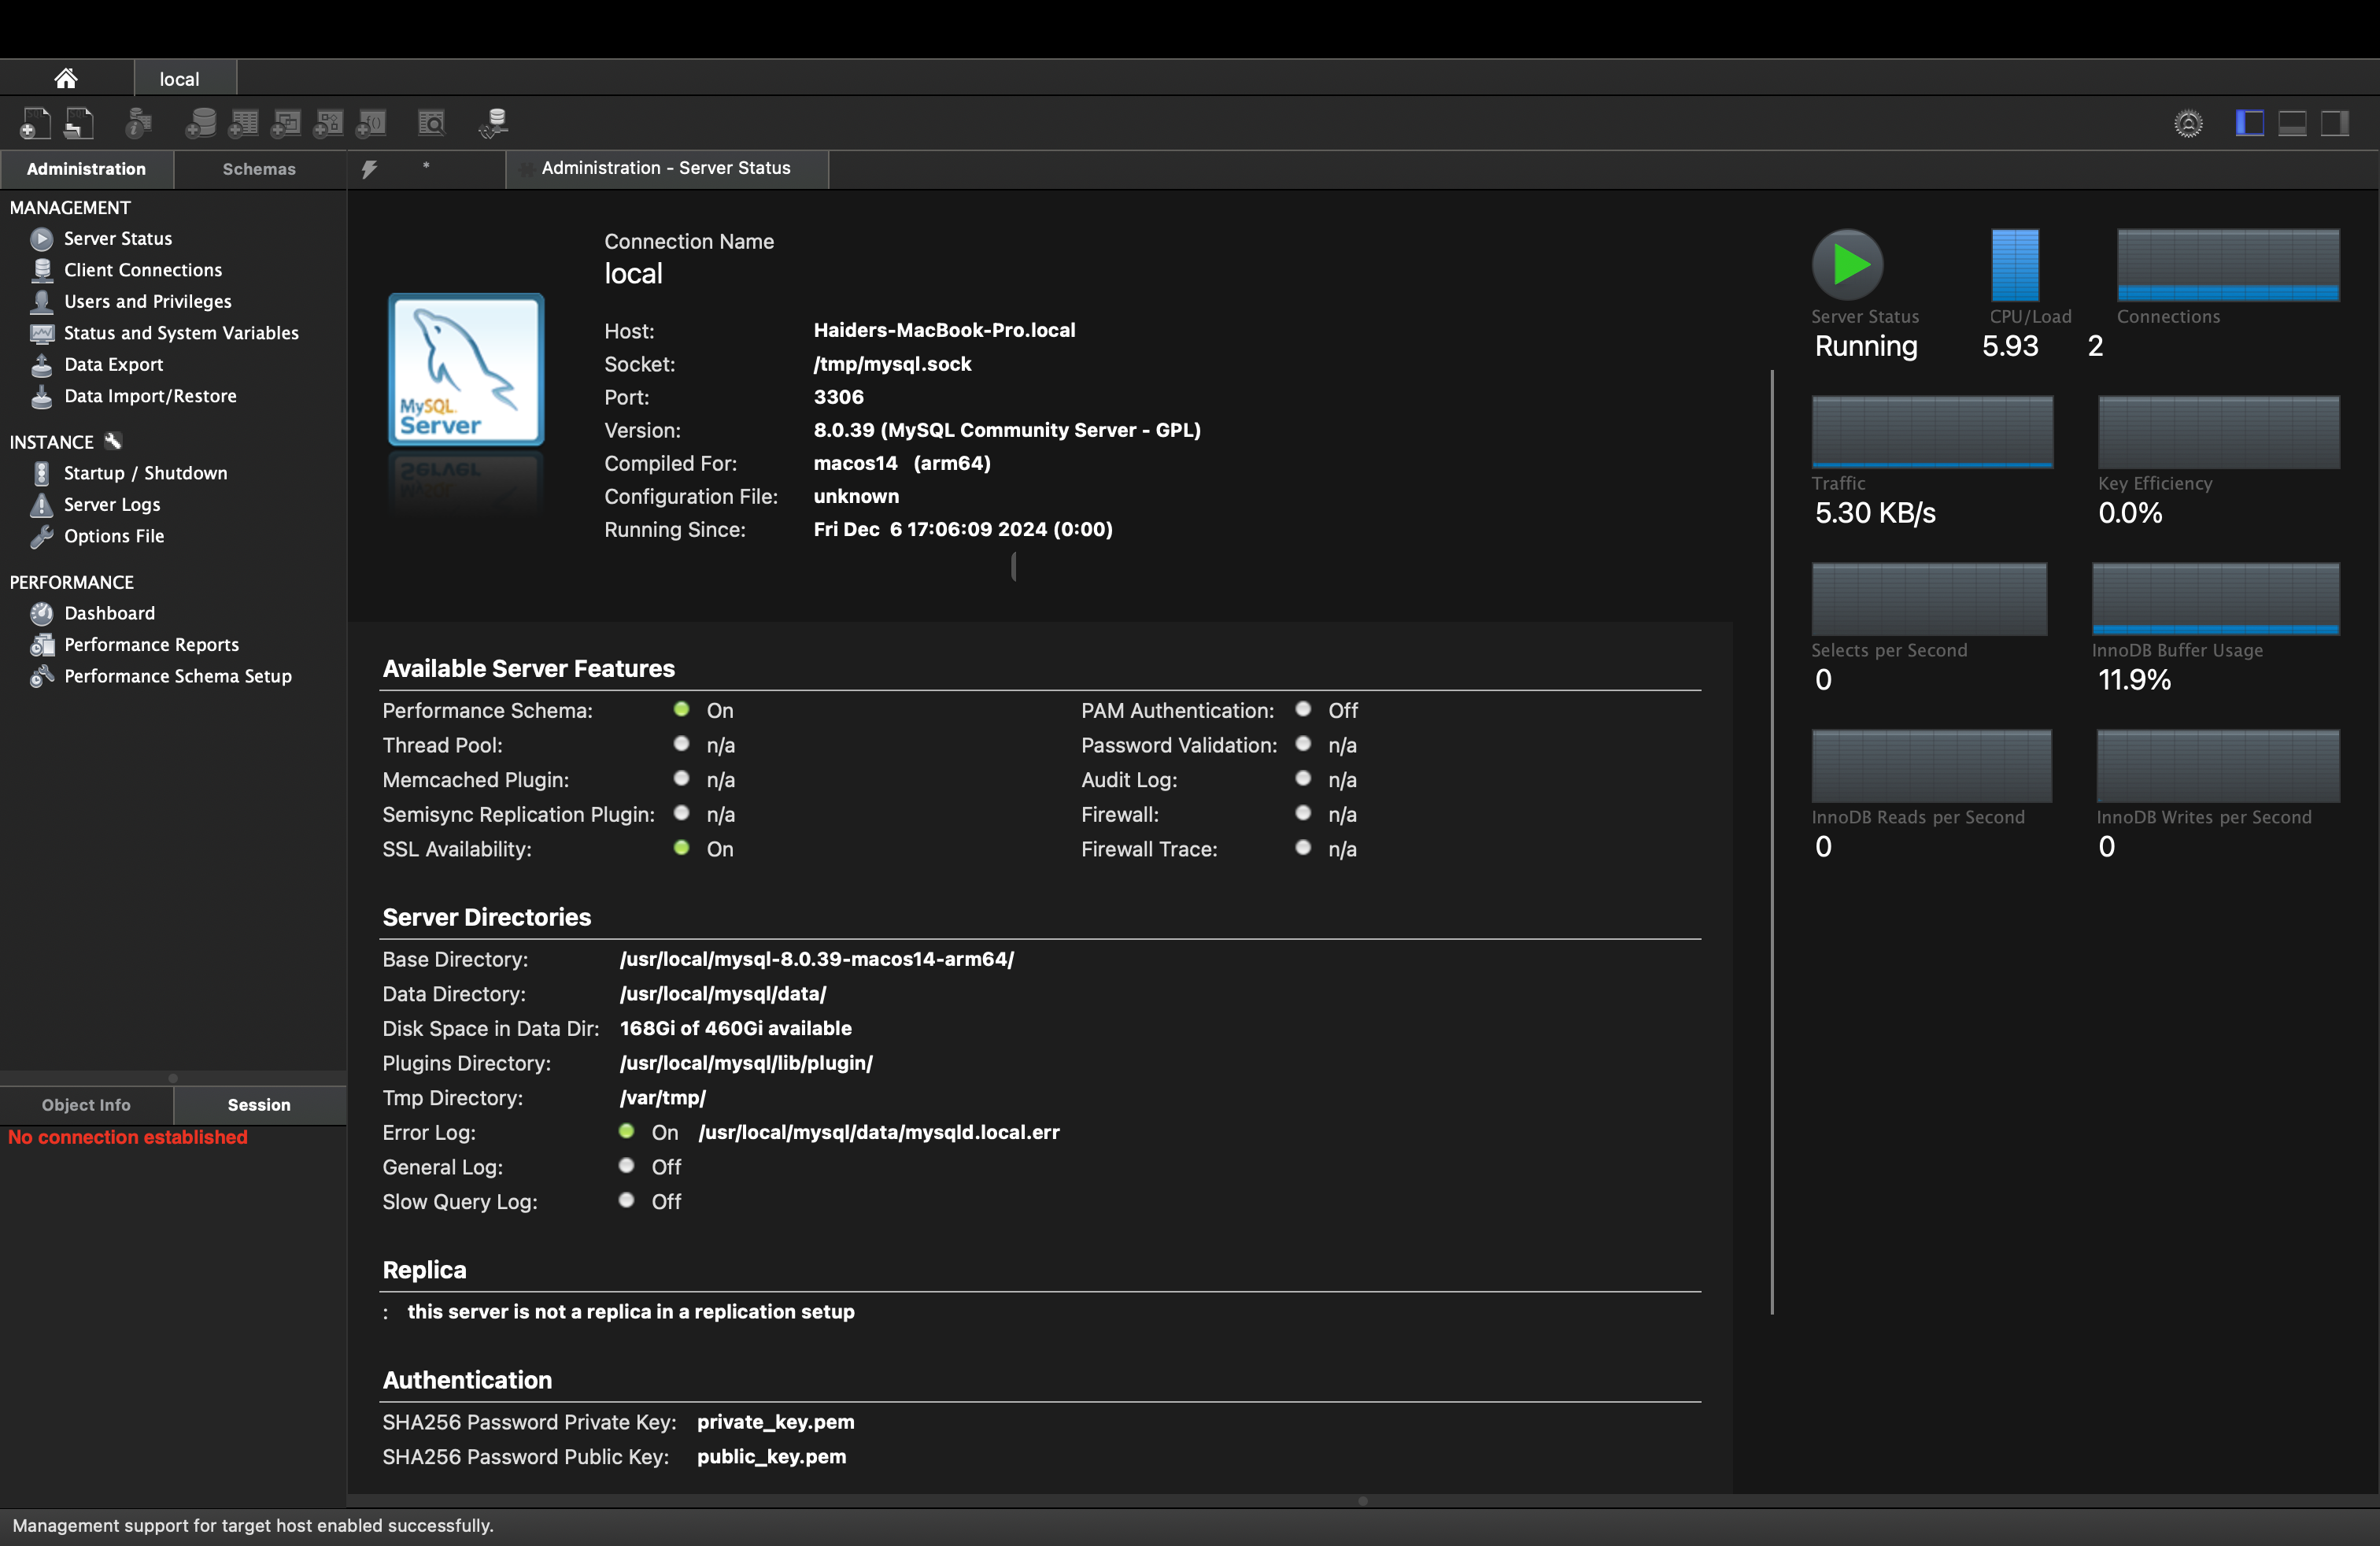 local
Administration
Schemas
*
Administration - Server Status
MANAGEMENT
Server Status
Client Connections
Users and Privileges
Status and System Variables
Data Export
Data Import/Restore
INSTANCE
Startup / Shutdown
Server Logs
Options File
PERFORMANCE
Dashboard
Performance Reports
Performance Schema Setup
Object Info
Session
No connection established
MySQL
Server
Connection Name
local
Host: Haiders-MacBook-Pro.local
Socket: /tmp/mysql.sock
Port: 3306
Version: 8.0.39 (MySQL Community Server - GPL)
Compiled For: macos14 (arm64)
Configuration File: unknown
Running Since: Fri Dec 6 17:06:09 2024 (0:00)
Available Server Features
Performance Schema: On
PAM Authentication: Off
Thread Pool: n/a
Password Validation: n/a
Memcached Plugin: n/a
Audit Log: n/a
Semisync Replication Plugin: n/a
Firewall: n/a
SSL Availability: On
Firewall Trace: n/a
Server Directories
Base Directory: /usr/local/mysql-8.0.39-macos14-arm64/
Data Directory: /usr/local/mysql/data/
Disk Space in Data Dir: 168Gi of 460Gi available
Plugins Directory: /usr/local/mysql/lib/plugin/
Tmp Directory: /var/tmp/
Error Log: On /usr/local/mysql/data/mysqld.local.err
General Log: Off
Slow Query Log: Off
Replica
: this server is not a replica in a replication setup
Authentication
SHA256 Password Private Key: private_key.pem
SHA256 Password Public Key: public_key.pem
Server Status
Running
CPU/Load
5.93
Connections
2
Traffic
5.30 KB/s
Key Efficiency
0.0%
Selects per Second
0
InnoDB Buffer Usage
11.9%
InnoDB Reads per Second
0
InnoDB Writes per Second
0
Management support for target host enabled successfully.